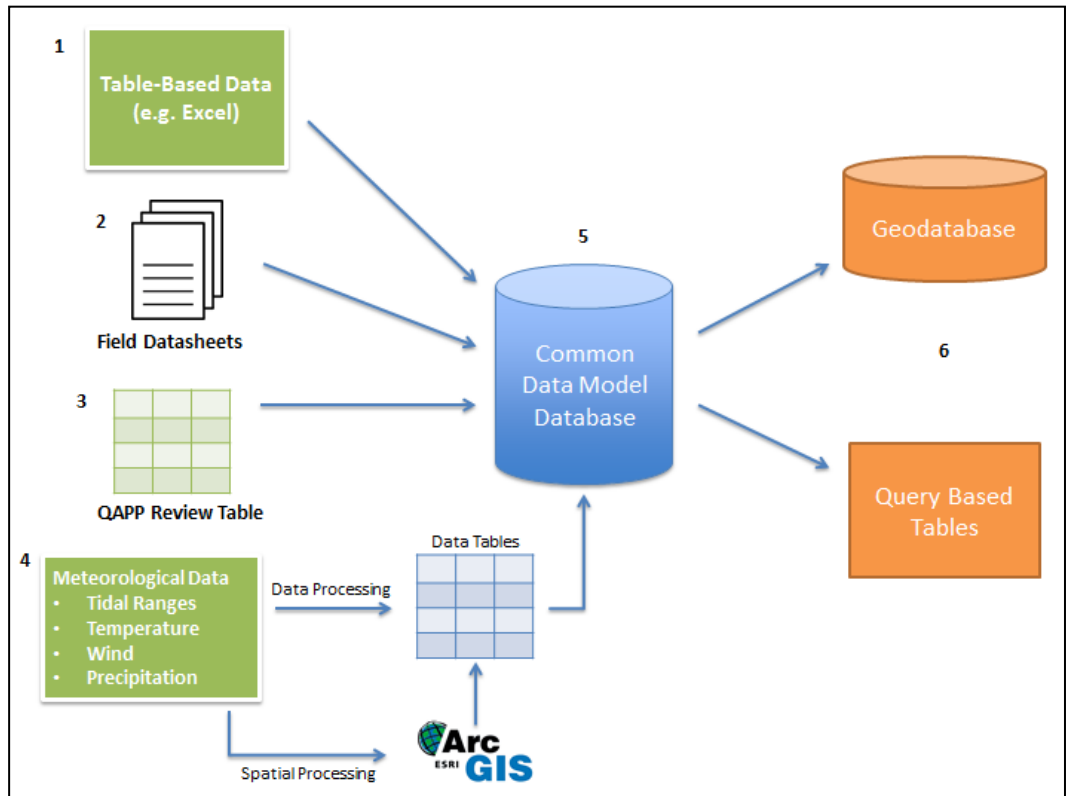 1
Table-Based Data
(e.g. Excel)
2
Field Datasheets
3
QAPP Review Table
4
Meteorological Data
• Tidal Ranges
• Temperature
• Wind
• Precipitation
Data Processing
Spatial Processing
Data Tables
Arc
ESRI GIS
5
Common
Data Model
Database
Geodatabase
6
Query Based
Tables